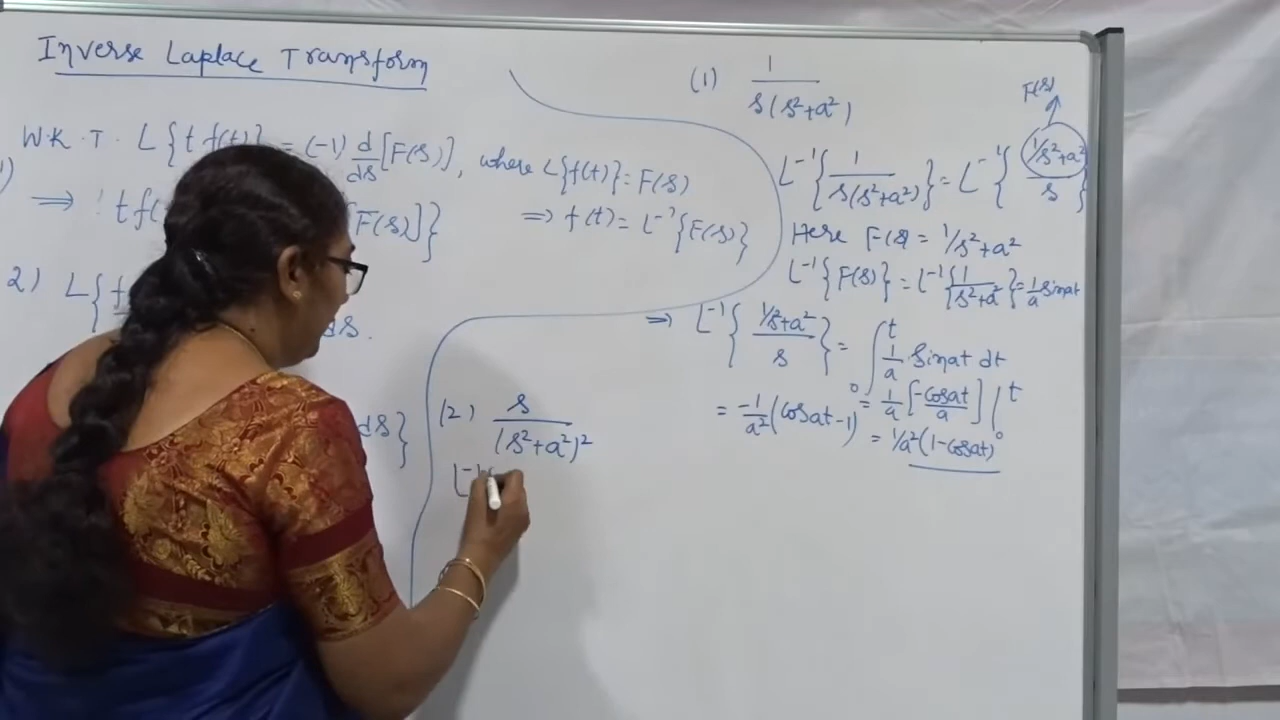 Inverse Laplace Transform
W.K.T. L{t f(t)} = (-1) d/ds [F(s)], where L{f(t)} = F(s)
⇒ tf( [F(s)]} ⇒ f(t) = L⁻¹{F(s)}
2) L{f ds.
ds}
(1) 1/(s(s²+a²))
F(s)
L⁻¹{1/(s(s²+a²))} = L⁻¹{(1/s²+a²)/s}
Here F(s) = 1/s²+a²
L⁻¹{F(s)} = L⁻¹{1/(s²+a²)} = 1/a sinat
⇒ L⁻¹{(1/s²+a²)/s} = ∫₀ᵗ 1/a sinat dt
= 1/a [-cosat/a] |₀ᵗ
= -1/a² (cosat-1)
= 1/a² (1-cosat)
(2) s/(s²+a²)²
L⁻¹